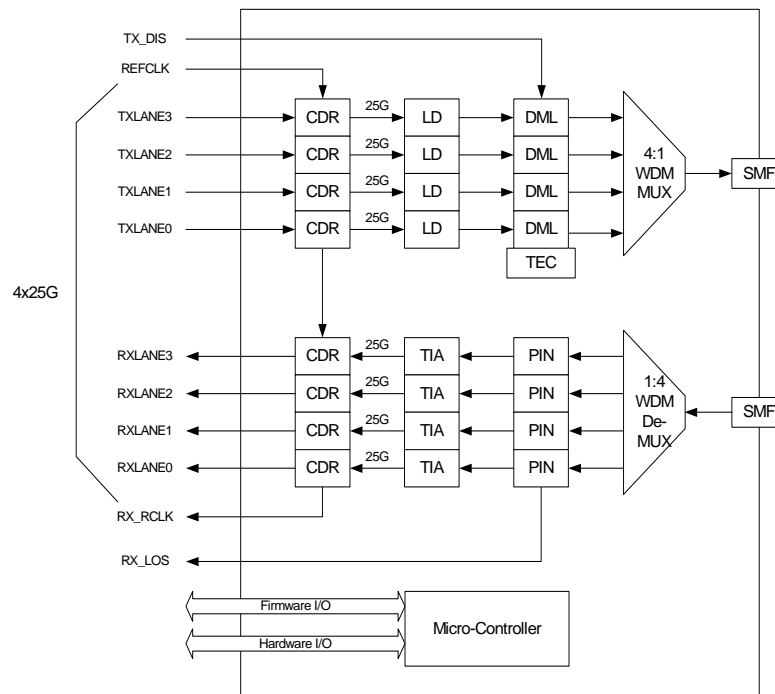 TX_DIS
REFCLK
TXLANE3 CDR 25G LD DML
TXLANE2 CDR 25G LD DML
TXLANE1 CDR 25G LD DML
TXLANE0 CDR 25G LD DML
TEC
4:1
WDM
MUX
SMF
4x25G
RXLANE3 CDR 25G TIA PIN
RXLANE2 CDR 25G TIA PIN
RXLANE1 CDR 25G TIA PIN
RXLANE0 CDR 25G TIA PIN
1:4
WDM
De-
MUX
SMF
RX_RCLK
RX_LOS
Firmware I/O
Hardware I/O
Micro-Controller